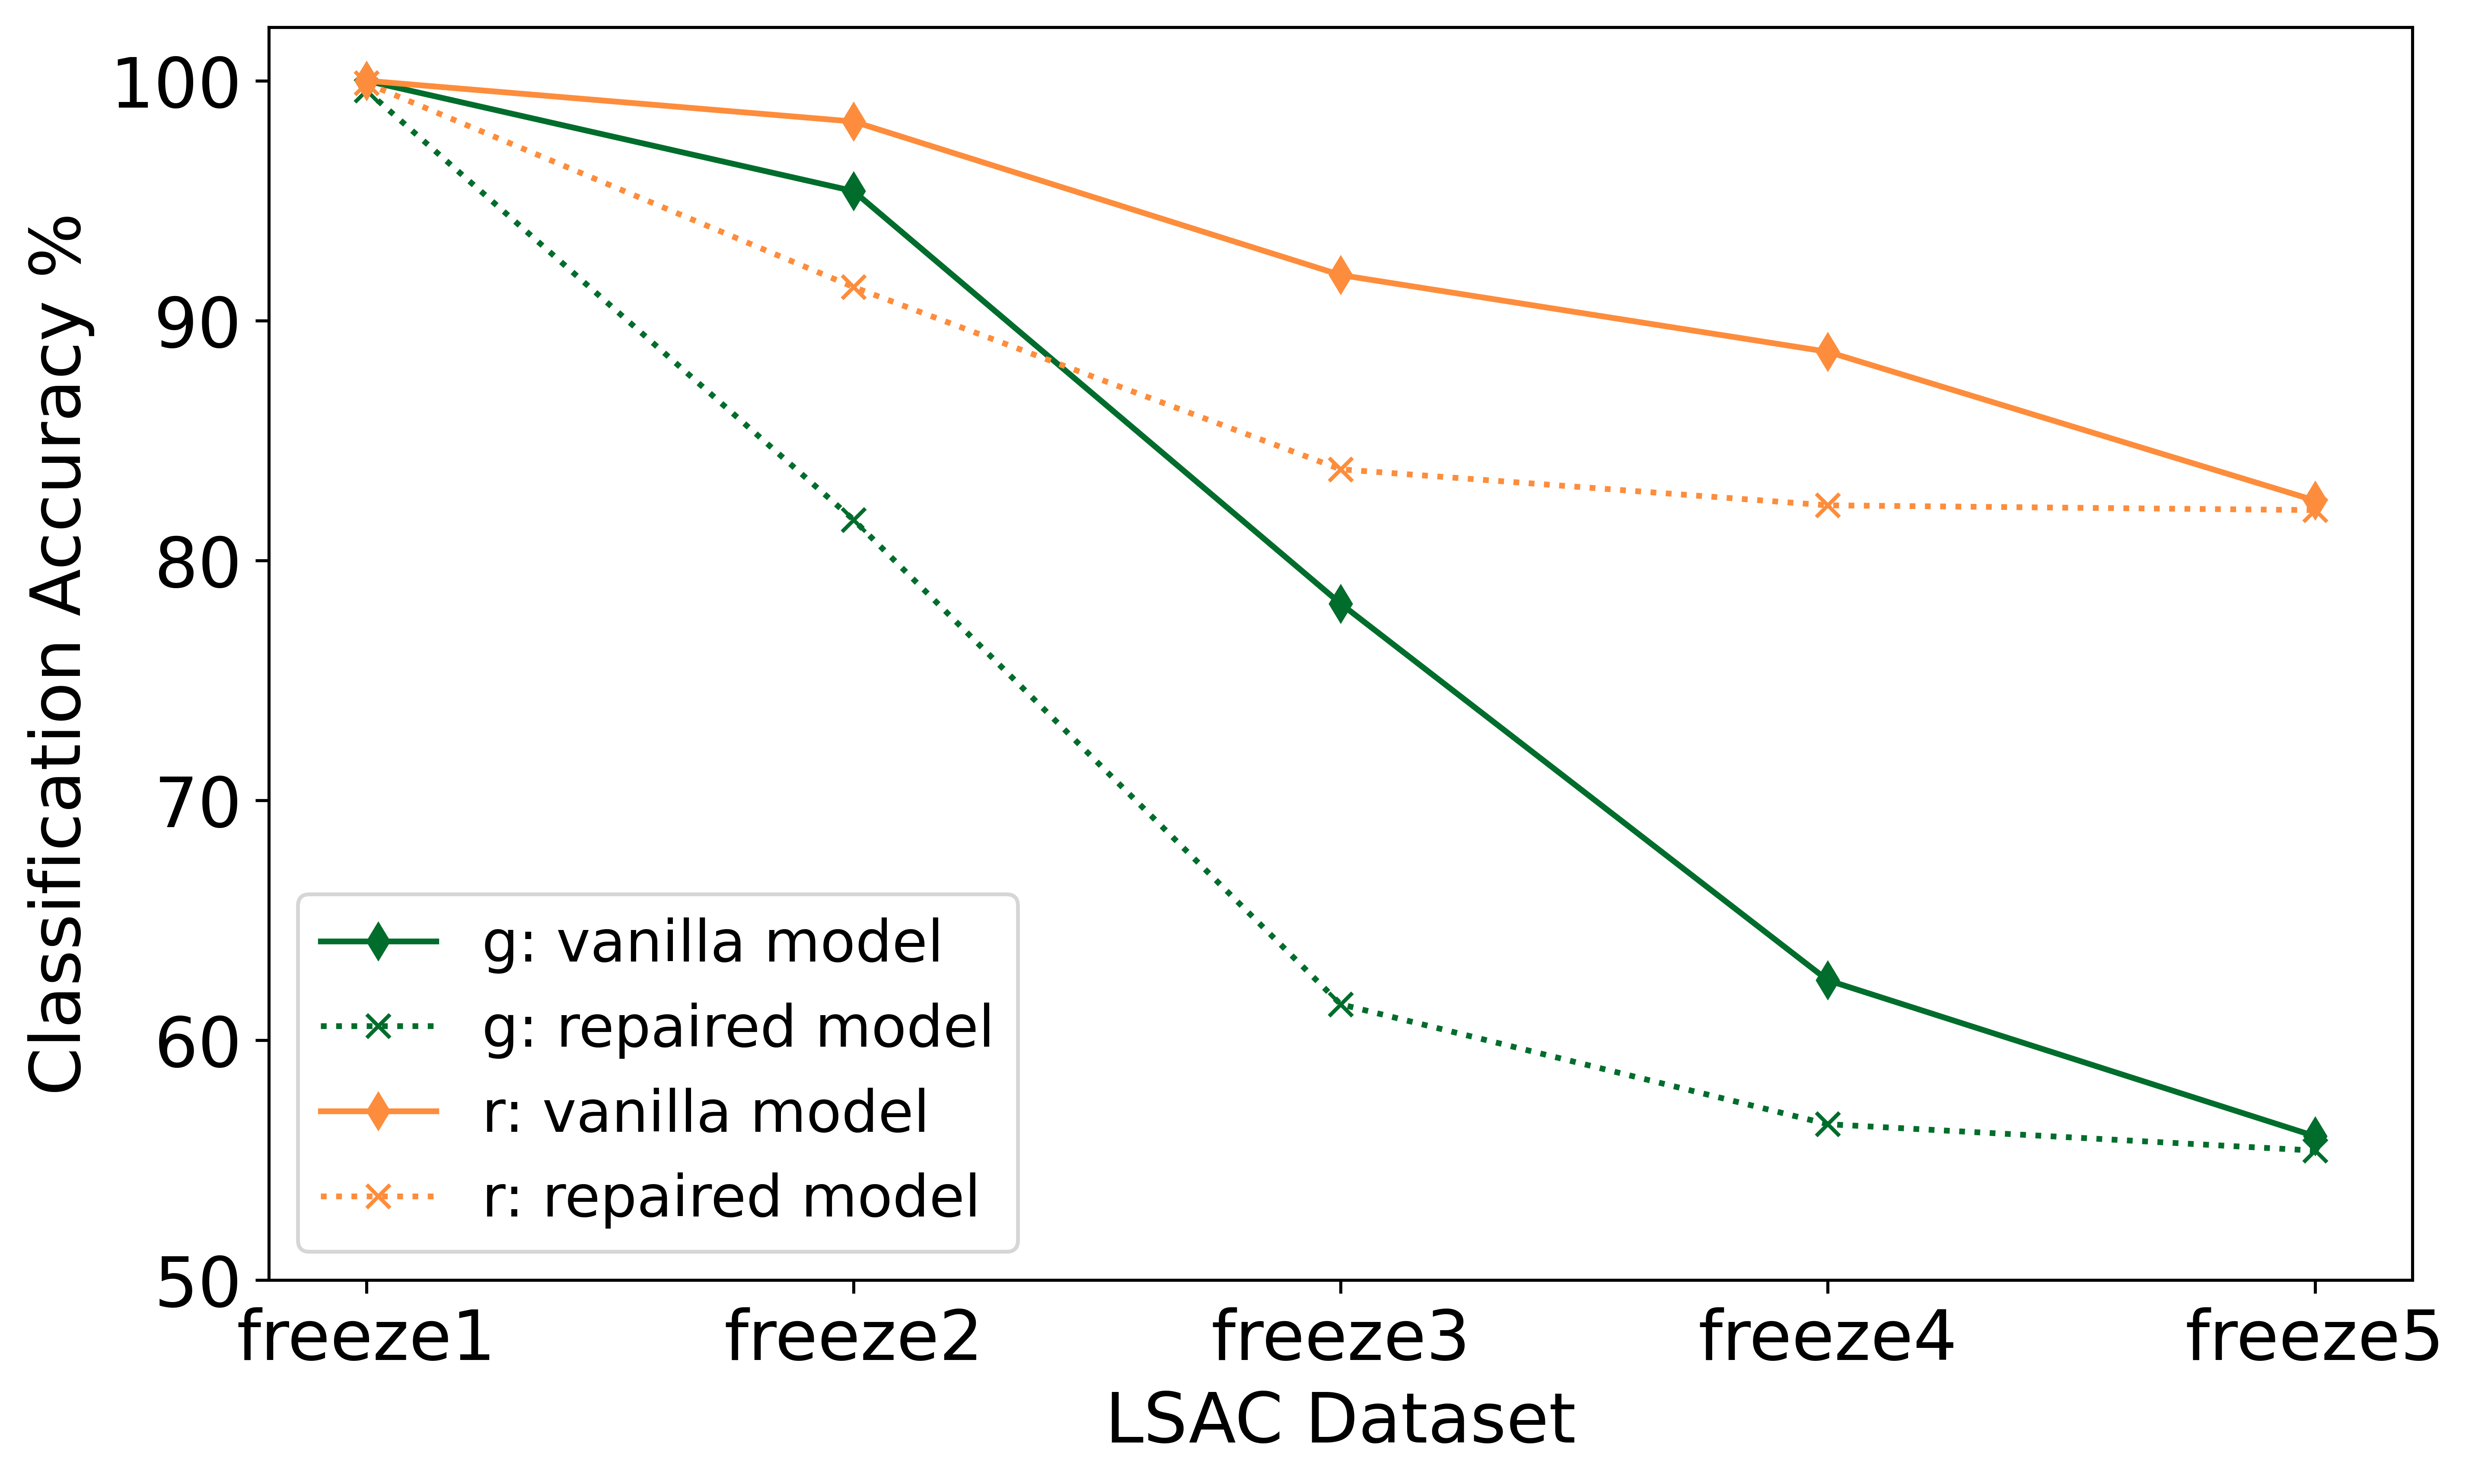 Classification Accuracy %
100
90
80
70
60
50
g: vanilla model
g: repaired model
r: vanilla model
r: repaired model
freeze1 freeze2 freeze3 freeze4 freeze5
LSAC Dataset